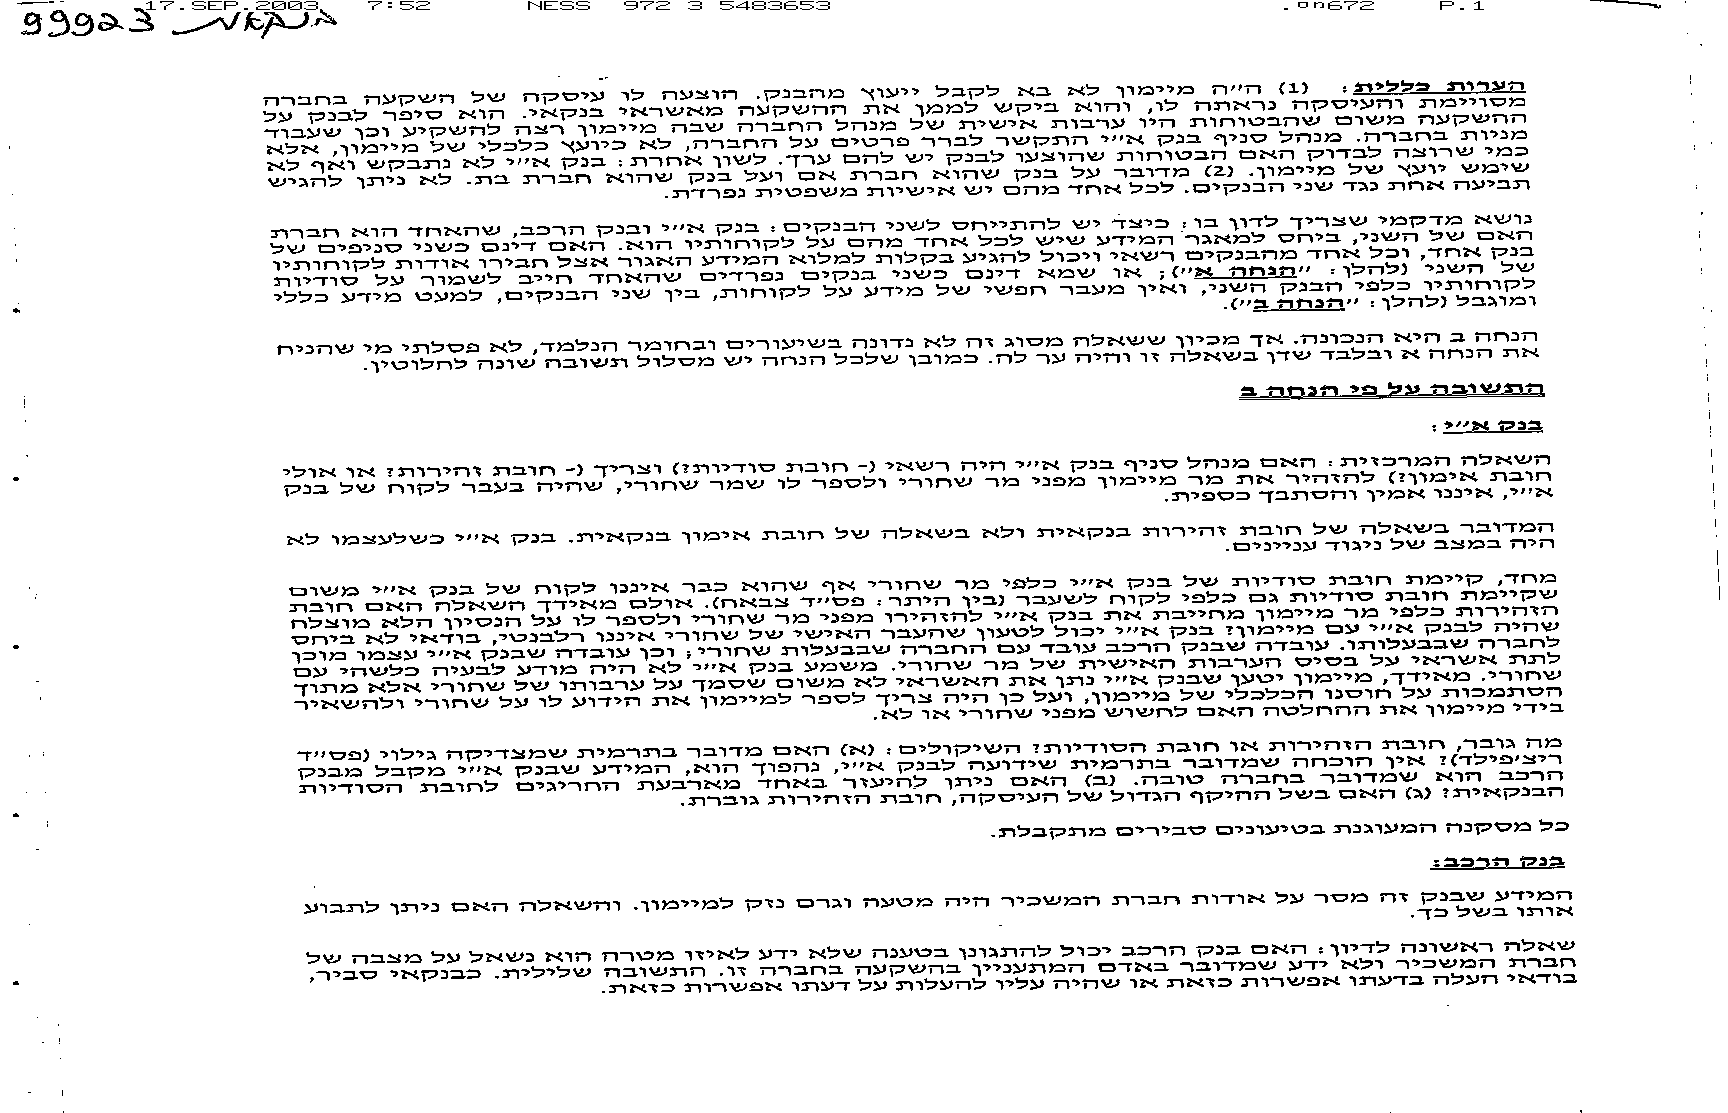 17.SEP.2003 7:52 NESS 972 3 5483653 .מס672 P.1
בנקאות 99923
הערות כלליות: (1) ה״ה מיימון לא בא לקבל ייעוץ מהבנק. הוצעה לו עיסקה של השקעה בחברה
מסויימת והעיסקה נראתה לו, והוא ביקש לממן את ההשקעה מאשראי בנקאי. הוא סיפר לבנק על
ההשקעה משום שהבטוחות היו ערבות אישית של מנהל החברה שבה מיימון רצה להשקיע וכן שעבוד
מניות בחברה. מנהל סניף בנק א״י התקשר לברר פרטים על החברה, לא כיועץ כלכלי של מיימון, אלא
כמי שרוצה לבדוק האם הבטוחות שהוצעו לבנק יש להם ערך. לשון אחרת: בנק א״י לא נתבקש ואף לא
שימש יועץ של מיימון. (2) מדובר על בנק שהוא חברת אם ועל בנק שהוא חברת בת. לא ניתן להגיש
תביעה אחת נגד שני הבנקים. לכל אחד מהם יש אישיות משפטית נפרדת.
נושא מדקמי שצריך לדון בו: כיצד יש להתייחס לשני הבנקים: בנק א״י ובנק הרכב, שהאחד הוא חברת
האם של השני, ביחס למאגר המידע שיש לכל אחד מהם על לקוחותיו הוא. האם דינם כשני סניפים של
בנק אחד, וכל אחד מהבנקים רשאי ויכול להגיע בקלות למלוא המידע האגור אצל חבירו אודות לקוחותיו
של השני (להלן: ״הנחה א״); או שמא דינם כשני בנקים נפרדים שהאחד חייב לשמור על סודיות
לקוחותיו כלפי הבנק השני, ואין מעבר חפשי של מידע על לקוחות, בין שני הבנקים, למעט מידע כללי
ומוגבל (להלן: ״הנחה ב״).
הנחה ב היא הנכונה. אך מכיון ששאלה מסוג זה לא נדונה בשיעורים ובחומר הנלמד, לא פסלתי מי שהניח
את הנחה א ובלבד שדן בשאלה זו והיה ער לה. כמובן שלכל הנחה יש מסלול תשובה שונה לחלוטין.
התשובה על פי הנחה ב
בנק א״י:
השאלה המרכזית: האם מנהל סניף בנק א״י היה רשאי (- חובת סודיות?) וצריך (- חובת זהירות? או אולי
חובת אימון?) להזהיר את מר מיימון מפני מר שחורי ולספר לו שמר שחורי, שהיה בעבר לקוח של בנק
א״י, איננו אמין והסתבך כספית.
המדובר בשאלה של חובת זהירות בנקאית ולא בשאלה של חובת אימון בנקאית. בנק א״י כשלעצמו לא
היה במצב של ניגוד עניינים.
מחד, קיימת חובת סודיות של בנק א״י כלפי מר שחורי אף שהוא כבר איננו לקוח של בנק א״י משום
שקיימת חובת סודיות גם כלפי לקוח לשעבר (בין היתר: פס״ד צבאח). אולם מאידך השאלה האם חובת
הזהירות כלפי מר מיימון מחייבת את בנק א״י להזהירו מפני מר שחורי ולספר לו על הנסיון הלא מוצלח
שהיה לבנק א״י עם מיימון? בנק א״י יכול לטעון שהעבר האישי של שחורי איננו רלבנטי, בודאי לא ביחס
לחברה שבבעלותו. עובדה שבנק הרכב עובד עם החברה שבבעלות שחורי; וכן עובדה שבנק א״י עצמו מוכן
לתת אשראי על בסיס הערבות האישית של מר שחורי. משמע בנק א״י לא היה מודע לבעיה כלשהי עם
שחורי. מאידך, מיימון יטען שבנק א״י נתן את האשראי לא משום שסמך על ערבותו של שחורי אלא מתוך
הסתמכות על חוסנו הכלכלי של מיימון, ועל כן היה צריך לספר למיימון את הידוע לו על שחורי ולהשאיר
בידי מיימון את ההחלטה האם לחשוש מפני שחורי או לא.
מה גובר, חובת הזהירות או חובת הסודיות? השיקולים: (א) האם מדובר בתרמית שמצדיקה גילוי (פס״ד
ריצ׳פילד)? אין הוכחה שמדובר בתרמית שידועה לבנק א״י, נהפוך הוא, המידע שבנק א״י מקבל מבנק
הרכב הוא שמדובר בחברה טובה. (ב) האם ניתן להיעזר באחד מארבעת החריגים לחובת הסודיות
הבנקאית? (ג) האם בשל ההיקף הגדול של העיסקה, חובת הזהירות גוברת.
כל מסקנה המעוגנת בטיעונים סבירים מתקבלת.
בנק הרכב:
המידע שבנק זה מסר על אודות חברת המשכיר היה מטעה וגרם נזק למיימון. והשאלה האם ניתן לתבוע
אותו בשל כך.
שאלה ראשונה לדיון: האם בנק הרכב יכול להתגונן בטענה שלא ידע לאיזו מטרה הוא נשאל על מצבה של
חברת המשכיר ולא ידע שמדובר באדם המתעניין בהשקעה בחברה זו. התשובה שלילית. כבנקאי סביר,
בודאי העלה בדעתו אפשרות כזאת או שהיה עליו להעלות על דעתו אפשרות כזאת.